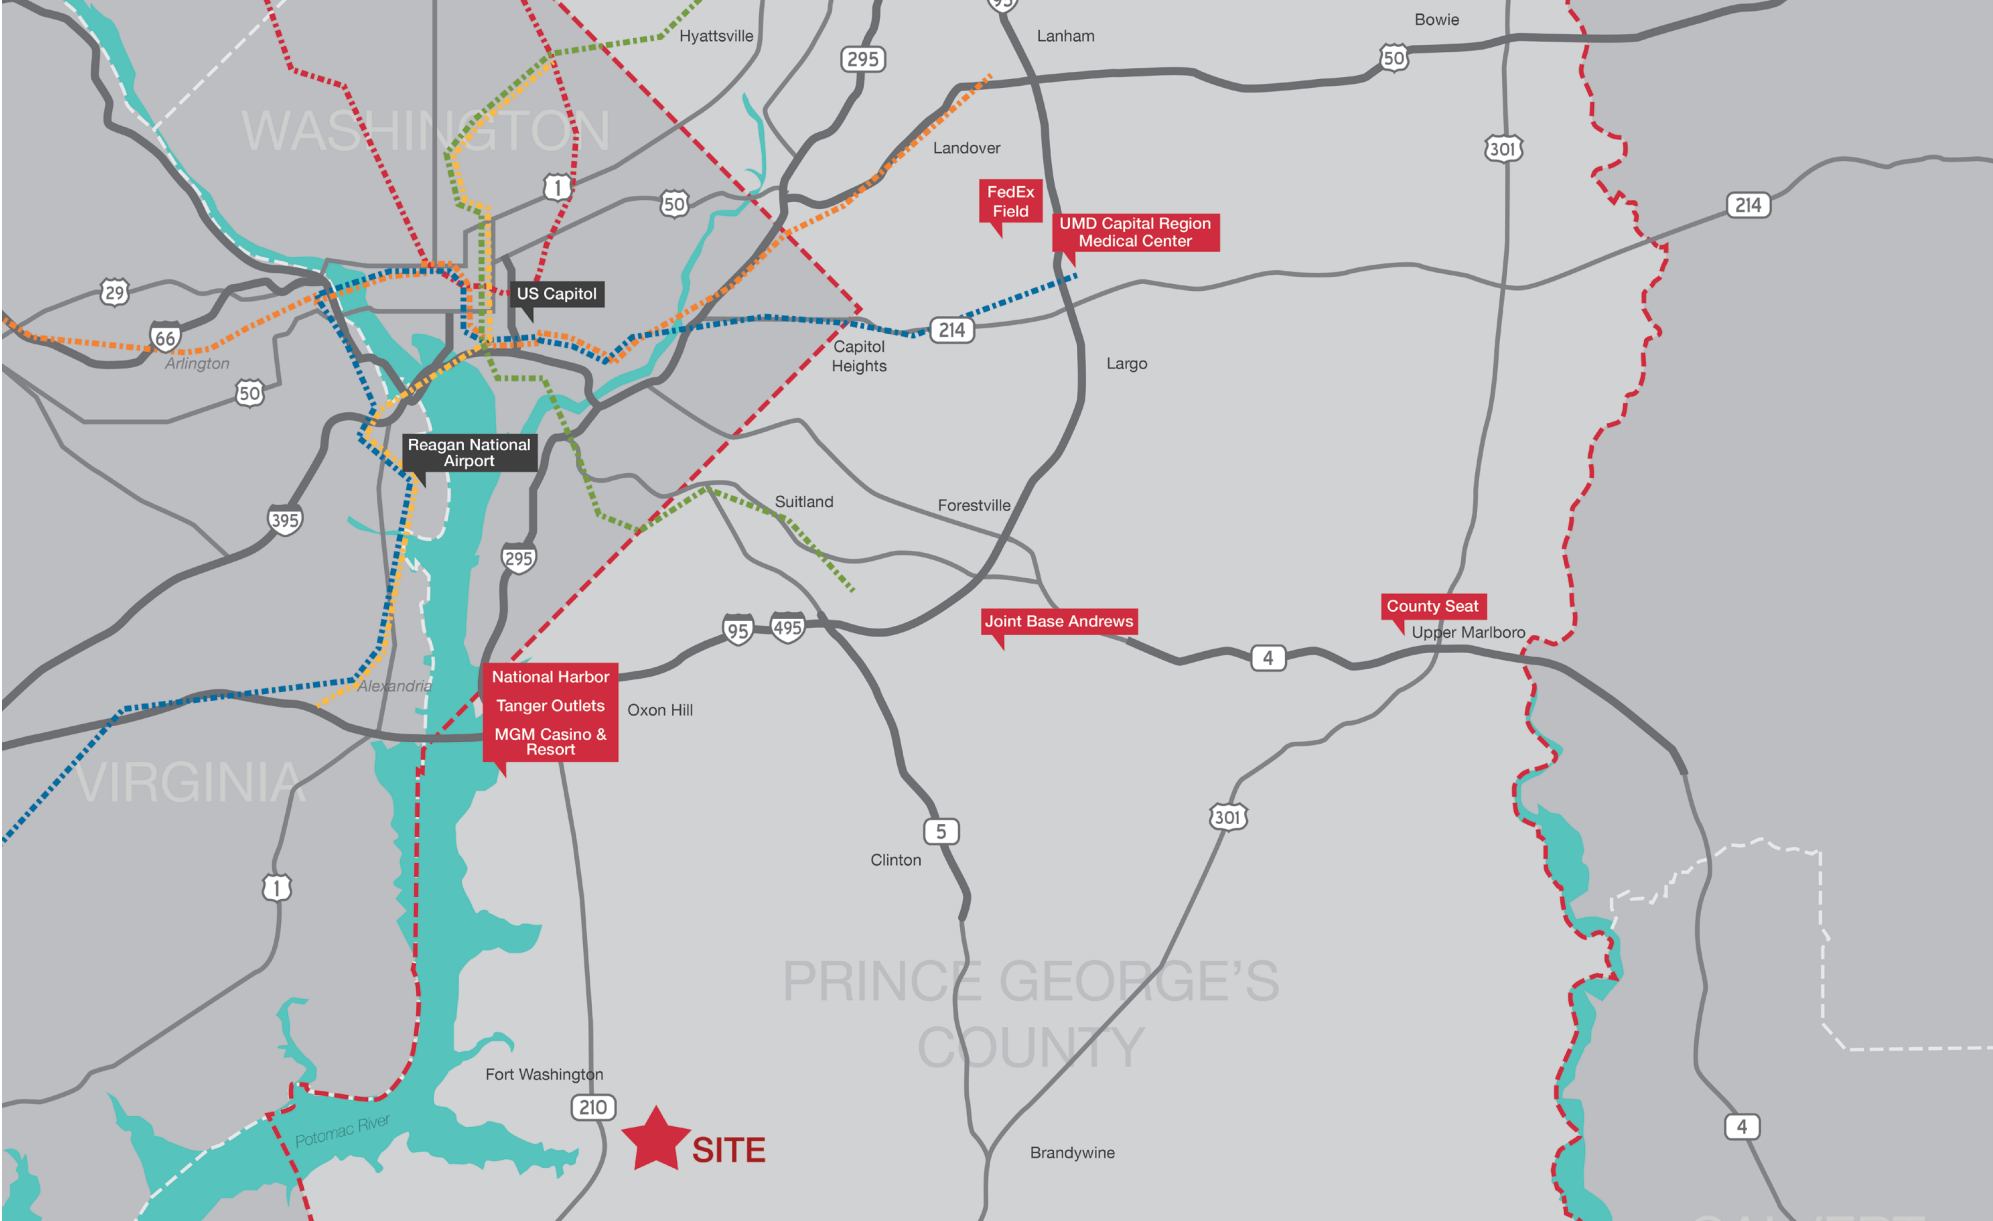 95
Bowie
Hyattsville
Lanham
295
50
WASHINGTON
Landover
301
1
50
FedEx
Field
214
UMD Capital Region
Medical Center
29
US Capitol
66
214
Arlington
Capitol
Heights
Largo
50
Reagan National
Airport
Suitland
Forestville
395
295
County Seat
Joint Base Andrews
95
495
Upper Marlboro
4
National Harbor
Tanger Outlets
MGM Casino &
Resort
Alexandria
Oxon Hill
VIRGINIA
301
5
Clinton
1
PRINCE GEORGE'S
COUNTY
Fort Washington
210
Potomac River
SITE
4
Brandywine